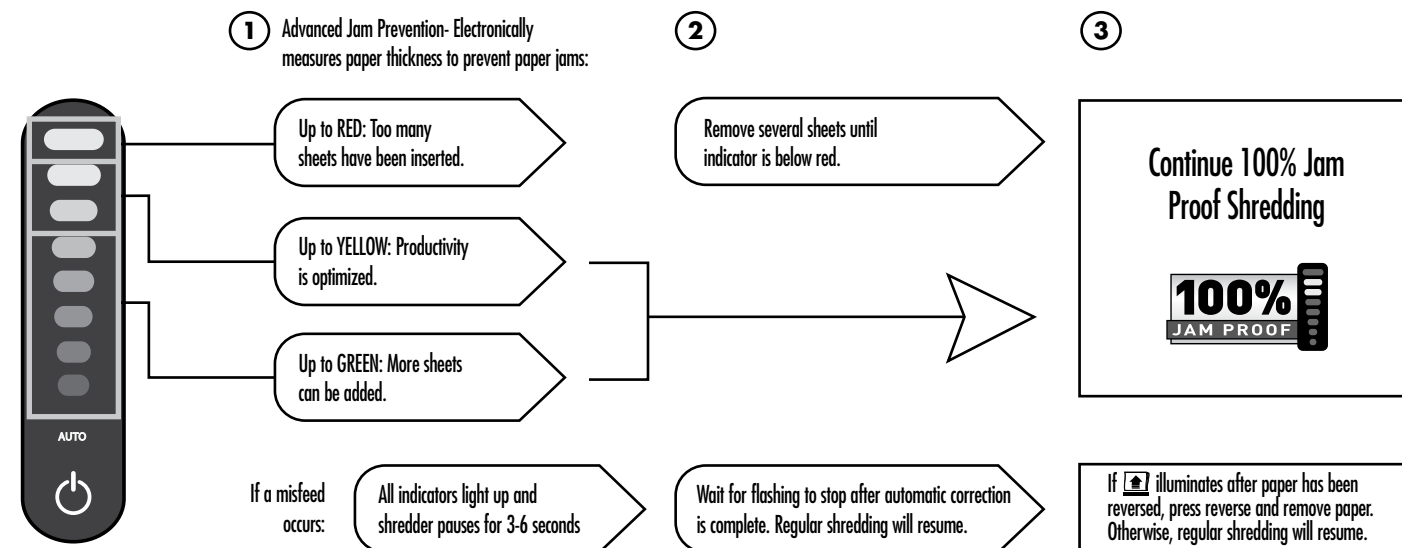 1
Advanced Jam Prevention- Electronically
measures paper thickness to prevent paper jams:
2
3
Up to RED: Too many
sheets have been inserted.
Remove several sheets until
indicator is below red.
Continue 100% Jam
Proof Shredding
100%
JAM PROOF
Up to YELLOW: Productivity
is optimized.
Up to GREEN: More sheets
can be added.
AUTO
If a misfeed
occurs:
All indicators light up and
shredder pauses for 3-6 seconds
Wait for flashing to stop after automatic correction
is complete. Regular shredding will resume.
If illuminates after paper has been
reversed, press reverse and remove paper.
Otherwise, regular shredding will resume.